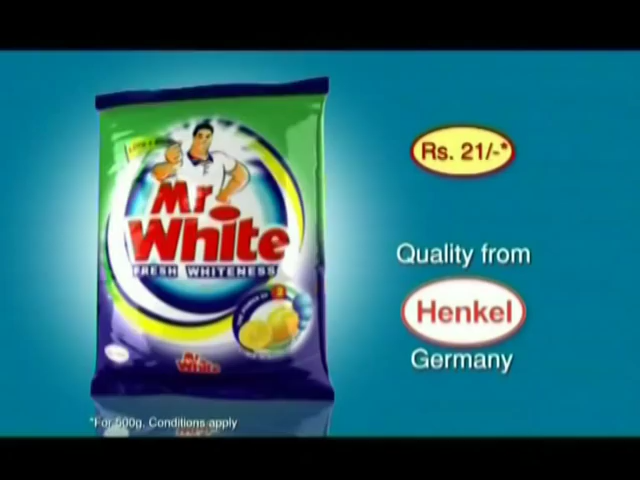 Mr
White
FRESH WHITENESS
Mr.
White
Rs. 21/-*
Quality from
Henkel
Germany
*For 500g. Conditions apply